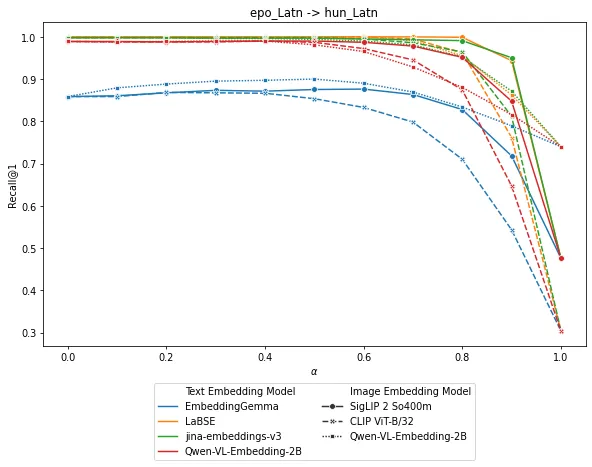 epo_Latn -> hun_Latn
Recall@1
1.0
0.9
0.8
0.7
0.6
0.5
0.4
0.3
0.0 0.2 0.4 0.6 0.8 1.0
α
Text Embedding Model Image Embedding Model
EmbeddingGemma SigLIP 2 So400m
LaBSE CLIP ViT-B/32
jina-embeddings-v3 Qwen-VL-Embedding-2B
Qwen-VL-Embedding-2B